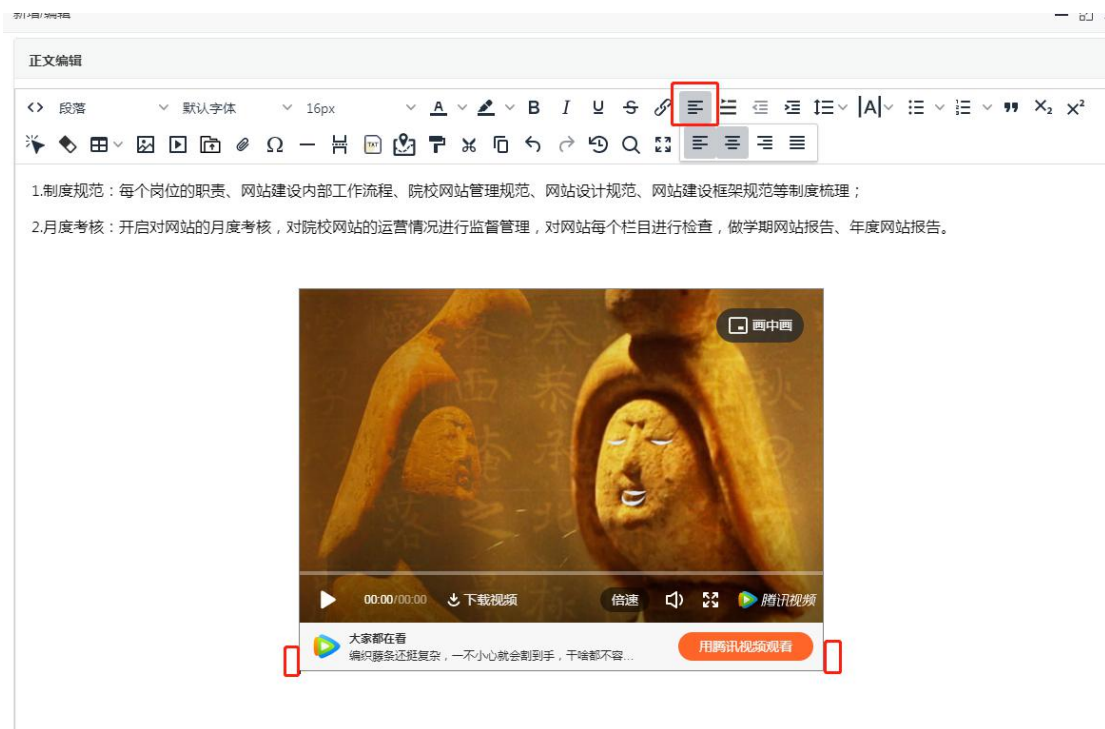 新增/编辑
正文编辑
段落 默认字体 16px A B I U S A X₂ X²
Ω TXT
1.制度规范：每个岗位的职责、网站建设内部工作流程、院校网站管理规范、网站设计规范、网站建设框架规范等制度梳理；
2.月度考核：开启对网站的月度考核，对院校网站的运营情况进行监督管理，对网站每个栏目进行检查，做学期网站报告、年度网站报告。
画中画
00:00/00:00 下载视频 倍速 腾讯视频
大家都在看
编织藤条还挺复杂，一不小心就会割到手，干啥都不容...
用腾讯视频观看